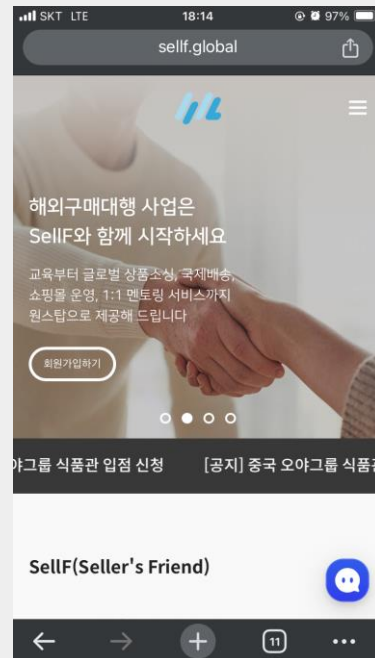 SKT LTE 18:14 97%
sellf.global
해외구매대행 사업은
SellF와 함께 시작하세요
교육부터 글로벌 상품소싱, 국제배송,
쇼핑몰 운영, 1:1 멘토링 서비스까지
원스탑으로 제공해 드립니다
회원가입하기
야그룹 식품관 입점 신청 [공지] 중국 오야그룹 식품관
SellF(Seller's Friend)
11